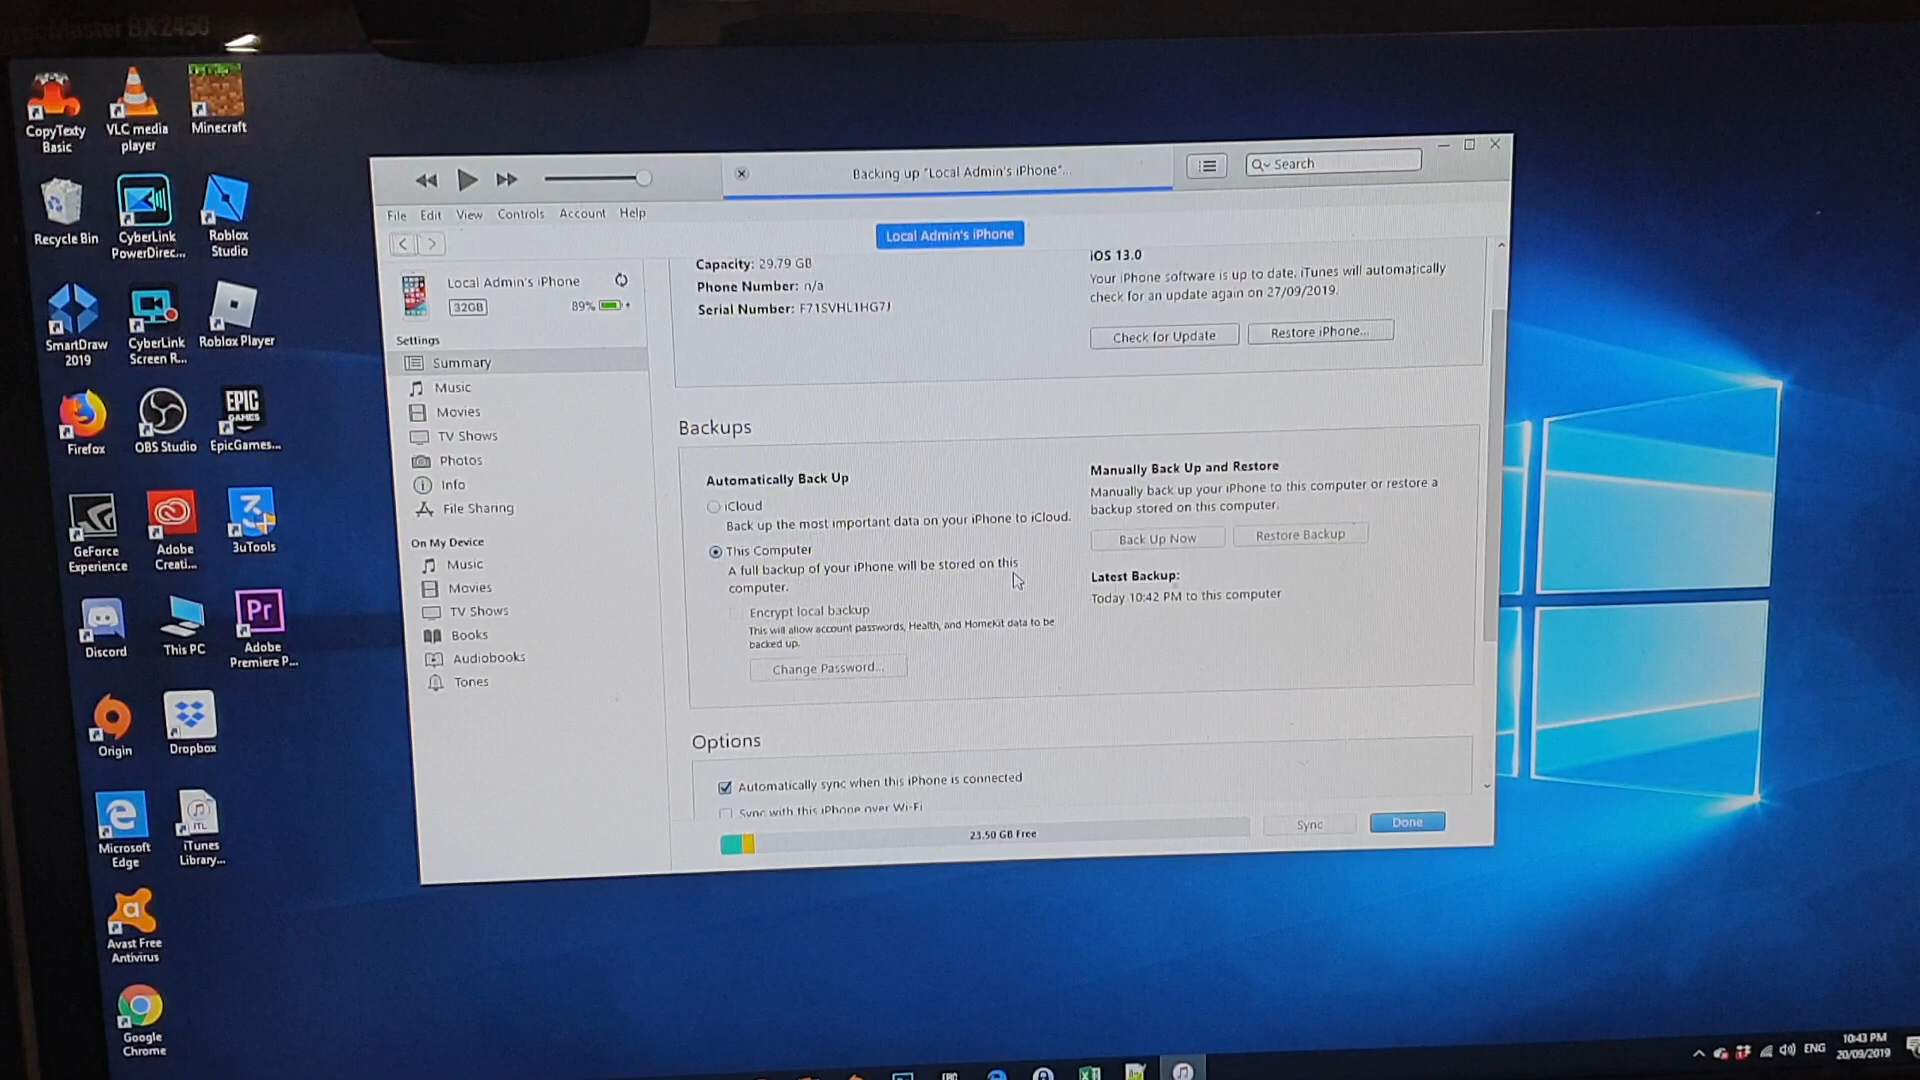 SyncMaster BX2450
CopyTexty
Basic
VLC media
player
Minecraft
Recycle Bin
CyberLink
PowerDirec...
Roblox
Studio
SmartDraw
2019
CyberLink
Screen R...
Roblox Player
Firefox
OBS Studio
EPIC
GAMES
EpicGames...
GeForce
Experience
Adobe
Creati...
3uTools
Discord
This PC
Pr
Adobe
Premiere P...
Origin
Dropbox
Microsoft
Edge
ITL
iTunes
Library...
Avast Free
Antivirus
Google
Chrome
Backing up "Local Admin's iPhone"...
Search
File Edit View Controls Account Help
Local Admin's iPhone
Local Admin's iPhone
32GB 89%
Settings
Summary
Music
Movies
TV Shows
Photos
Info
File Sharing
On My Device
Music
Movies
TV Shows
Books
Audiobooks
Tones
Capacity: 29.79 GB
Phone Number: n/a
Serial Number: F71SVHL1HG7J
iOS 13.0
Your iPhone software is up to date. iTunes will automatically
check for an update again on 27/09/2019.
Check for Update Restore iPhone...
Backups
Automatically Back Up
iCloud
Back up the most important data on your iPhone to iCloud.
This Computer
A full backup of your iPhone will be stored on this
computer.
Encrypt local backup
This will allow account passwords, Health, and HomeKit data to be
backed up.
Change Password...
Manually Back Up and Restore
Manually back up your iPhone to this computer or restore a
backup stored on this computer.
Back Up Now Restore Backup
Latest Backup:
Today 10:42 PM to this computer
Options
Automatically sync when this iPhone is connected
Sync with this iPhone over Wi-Fi
23.50 GB Free
Sync Done
ENG
10:43 PM
20/09/2019